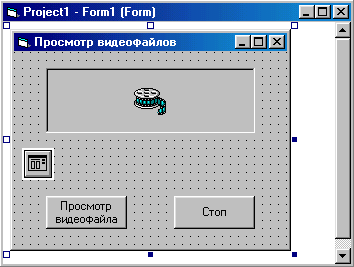 Project1 - Form1 (Form)
Просмотр видеофайлов
Просмотр
видеофайла
Стоп